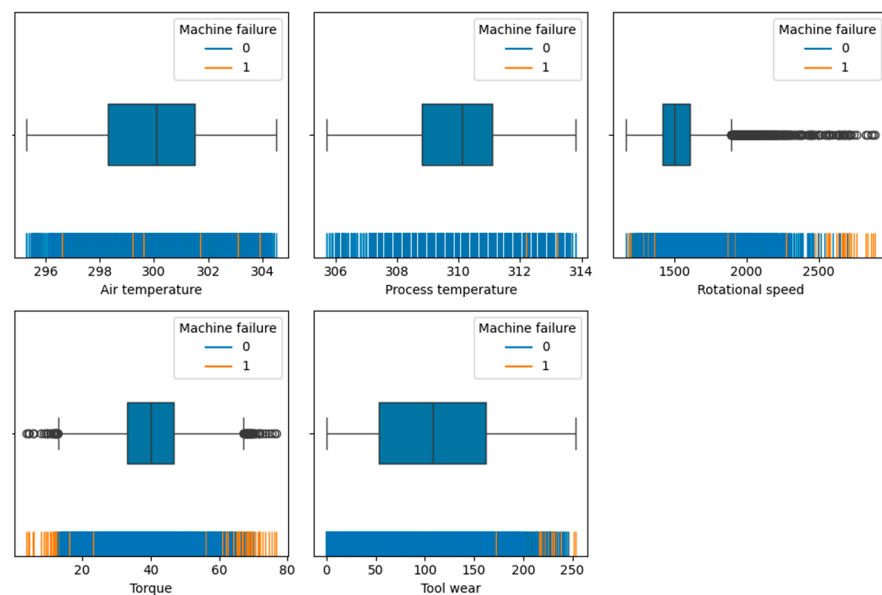 Machine failure
0
1
296 298 300 302 304
Air temperature
Machine failure
0
1
306 308 310 312 314
Process temperature
Machine failure
0
1
1500 2000 2500
Rotational speed
Machine failure
0
1
20 40 60 80
Torque
Machine failure
0
1
0 50 100 150 200 250
Tool wear